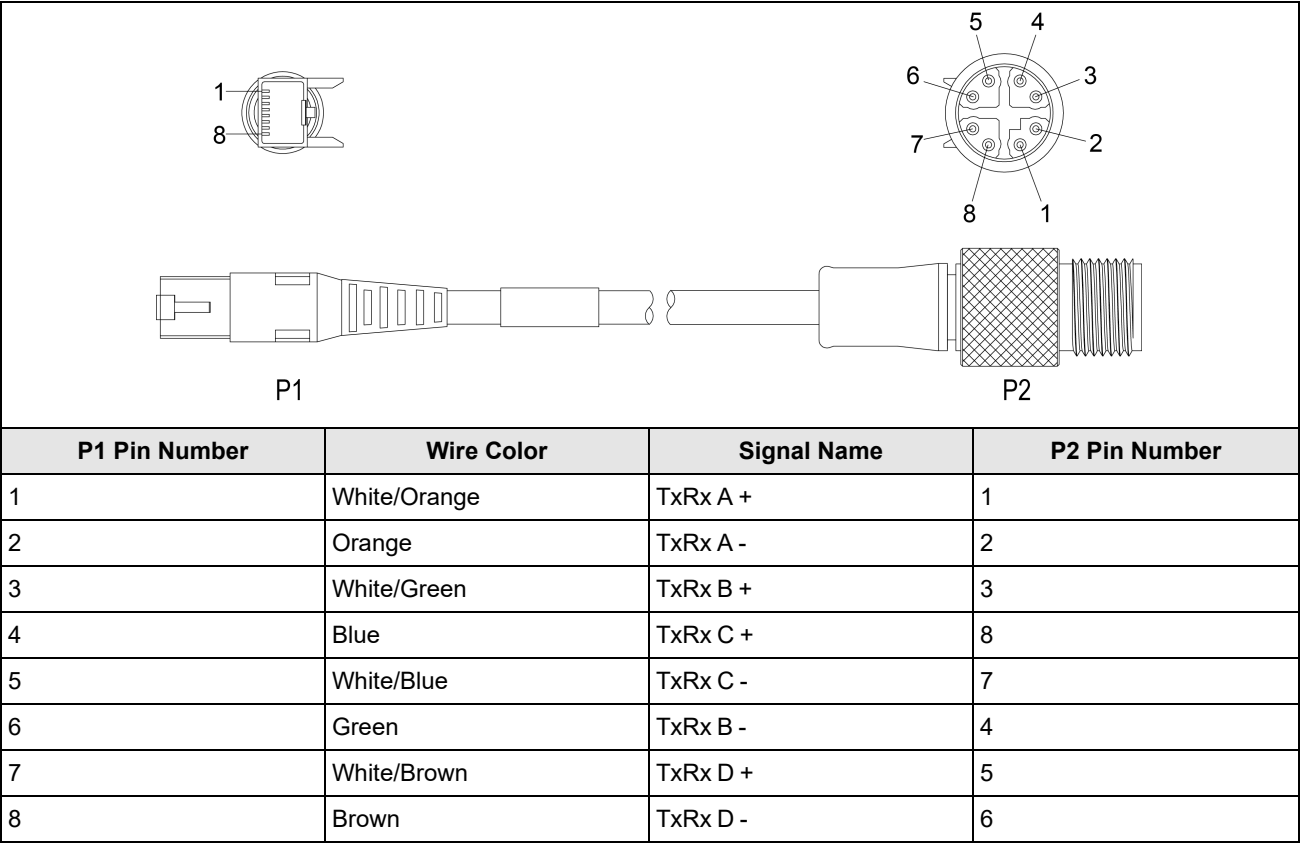 5 4
1 6 3
8 7 2
8 1
P1 P2
P1 Pin Number Wire Color Signal Name P2 Pin Number
1 White/Orange TxRx A + 1
2 Orange TxRx A - 2
3 White/Green TxRx B + 3
4 Blue TxRx C + 8
5 White/Blue TxRx C - 7
6 Green TxRx B - 4
7 White/Brown TxRx D + 5
8 Brown TxRx D - 6